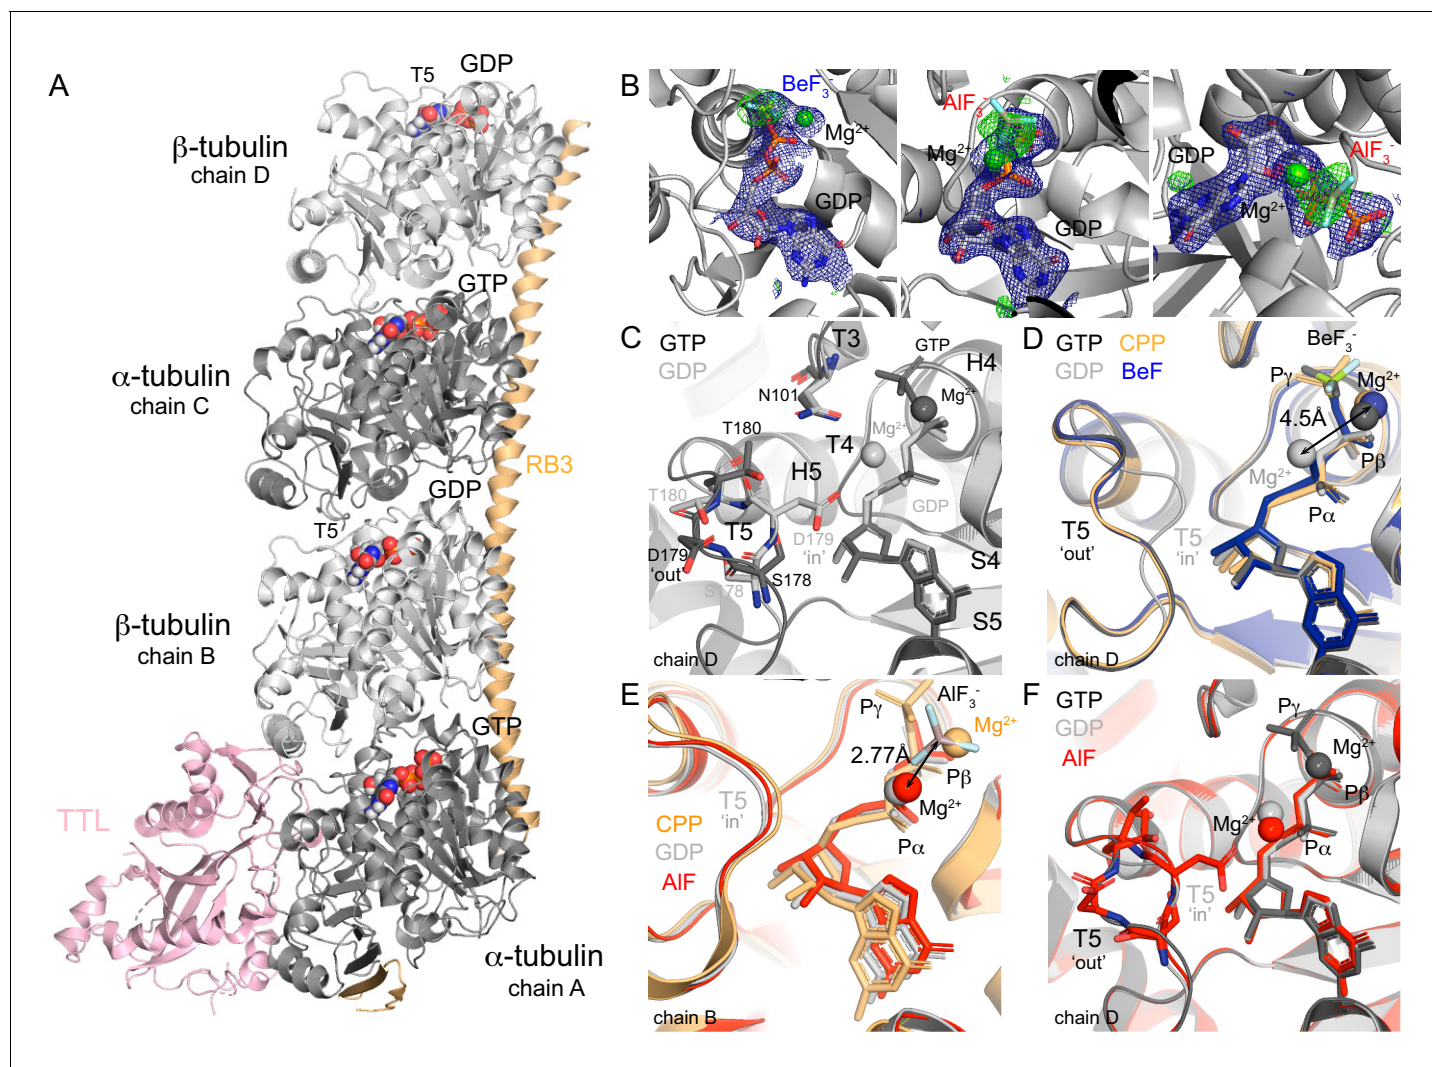 A
T5
GDP
β-tubulin
chain D
GTP
α-tubulin
chain C
RB3
GDP
T5
β-tubulin
chain B
GTP
TTL
α-tubulin
chain A
B
BeF3-
Mg2+
GDP
AlF3-
Mg2+
GDP
GDP
AlF3-
Mg2+
C
GTP
GDP
T3
GTP
H4
N101
Mg2+
T180
T4
Mg2+
H5
T180
T5
GDP
D179
'in'
D179
'out'
S178
S178
S4
S5
chain D
D
GTP CPP
GDP BeF
BeF3-
Pγ
Mg2+
4.5Å
Mg2+
Pβ
T5
'out'
T5
'in'
Pα
chain D
E
Pγ
AlF3-
Mg2+
2.77Å
T5
'in'
Pβ
CPP
GDP
AlF
Mg2+
Pα
chain B
F
GTP
GDP
AlF
Pγ
Mg2+
Pβ
Mg2+
Pα
T5
'in'
T5
'out'
chain D